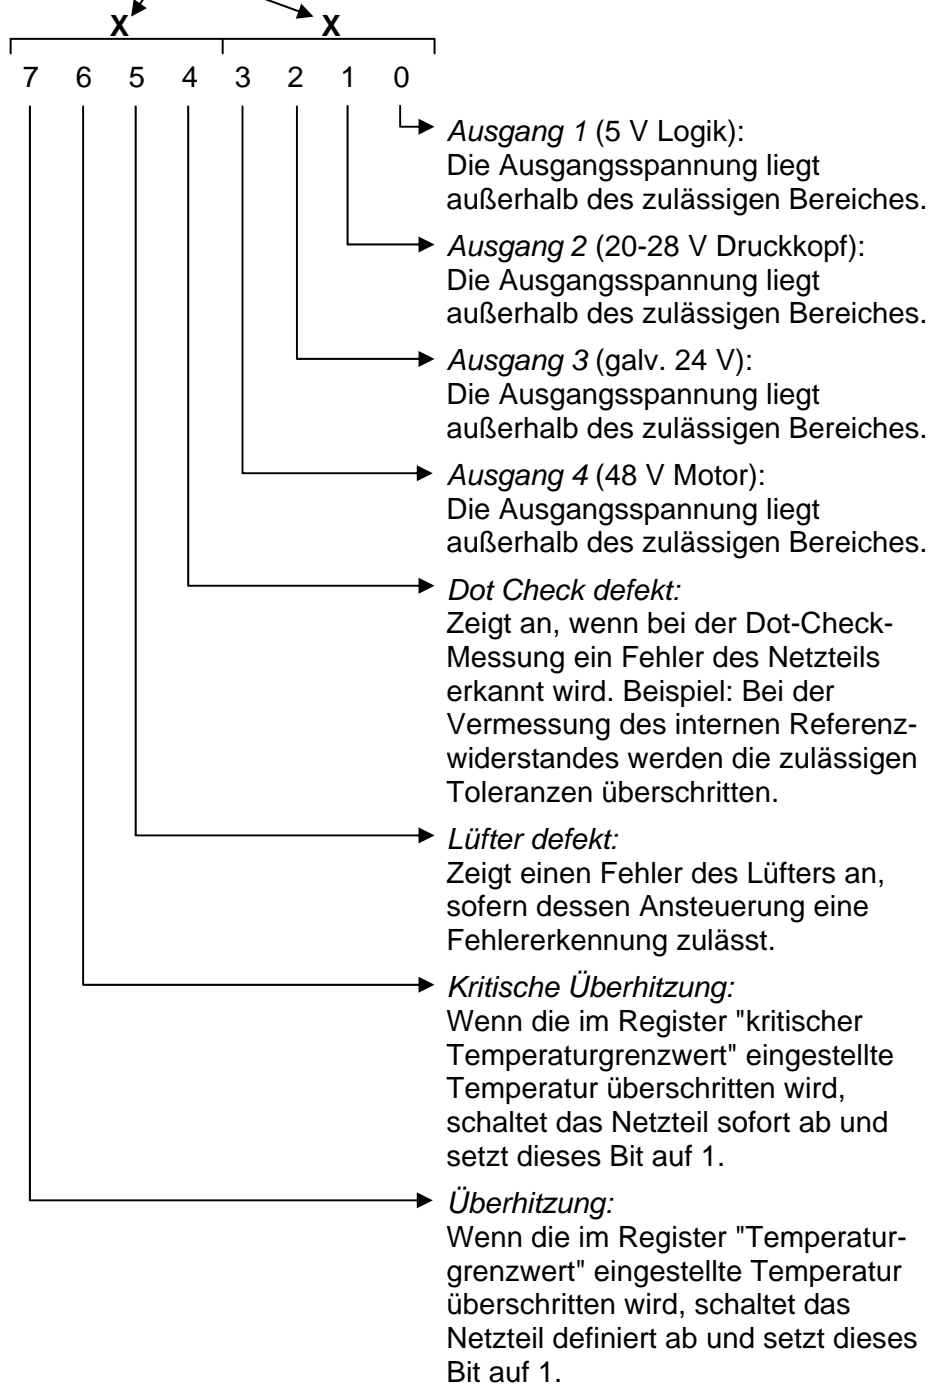 X X
7 6 5 4 3 2 1 0
Ausgang 1 (5 V Logik):
Die Ausgangsspannung liegt
außerhalb des zulässigen Bereiches.
Ausgang 2 (20-28 V Druckkopf):
Die Ausgangsspannung liegt
außerhalb des zulässigen Bereiches.
Ausgang 3 (galv. 24 V):
Die Ausgangsspannung liegt
außerhalb des zulässigen Bereiches.
Ausgang 4 (48 V Motor):
Die Ausgangsspannung liegt
außerhalb des zulässigen Bereiches.
Dot Check defekt:
Zeigt an, wenn bei der Dot-Check-
Messung ein Fehler des Netzteils
erkannt wird. Beispiel: Bei der
Vermessung des internen Referenz-
widerstandes werden die zulässigen
Toleranzen überschritten.
Lüfter defekt:
Zeigt einen Fehler des Lüfters an,
sofern dessen Ansteuerung eine
Fehlererkennung zulässt.
Kritische Überhitzung:
Wenn die im Register "kritischer
Temperaturgrenzwert" eingestellte
Temperatur überschritten wird,
schaltet das Netzteil sofort ab und
setzt dieses Bit auf 1.
Überhitzung:
Wenn die im Register "Temperatur-
grenzwert" eingestellte Temperatur
überschritten wird, schaltet das
Netzteil definiert ab und setzt dieses
Bit auf 1.